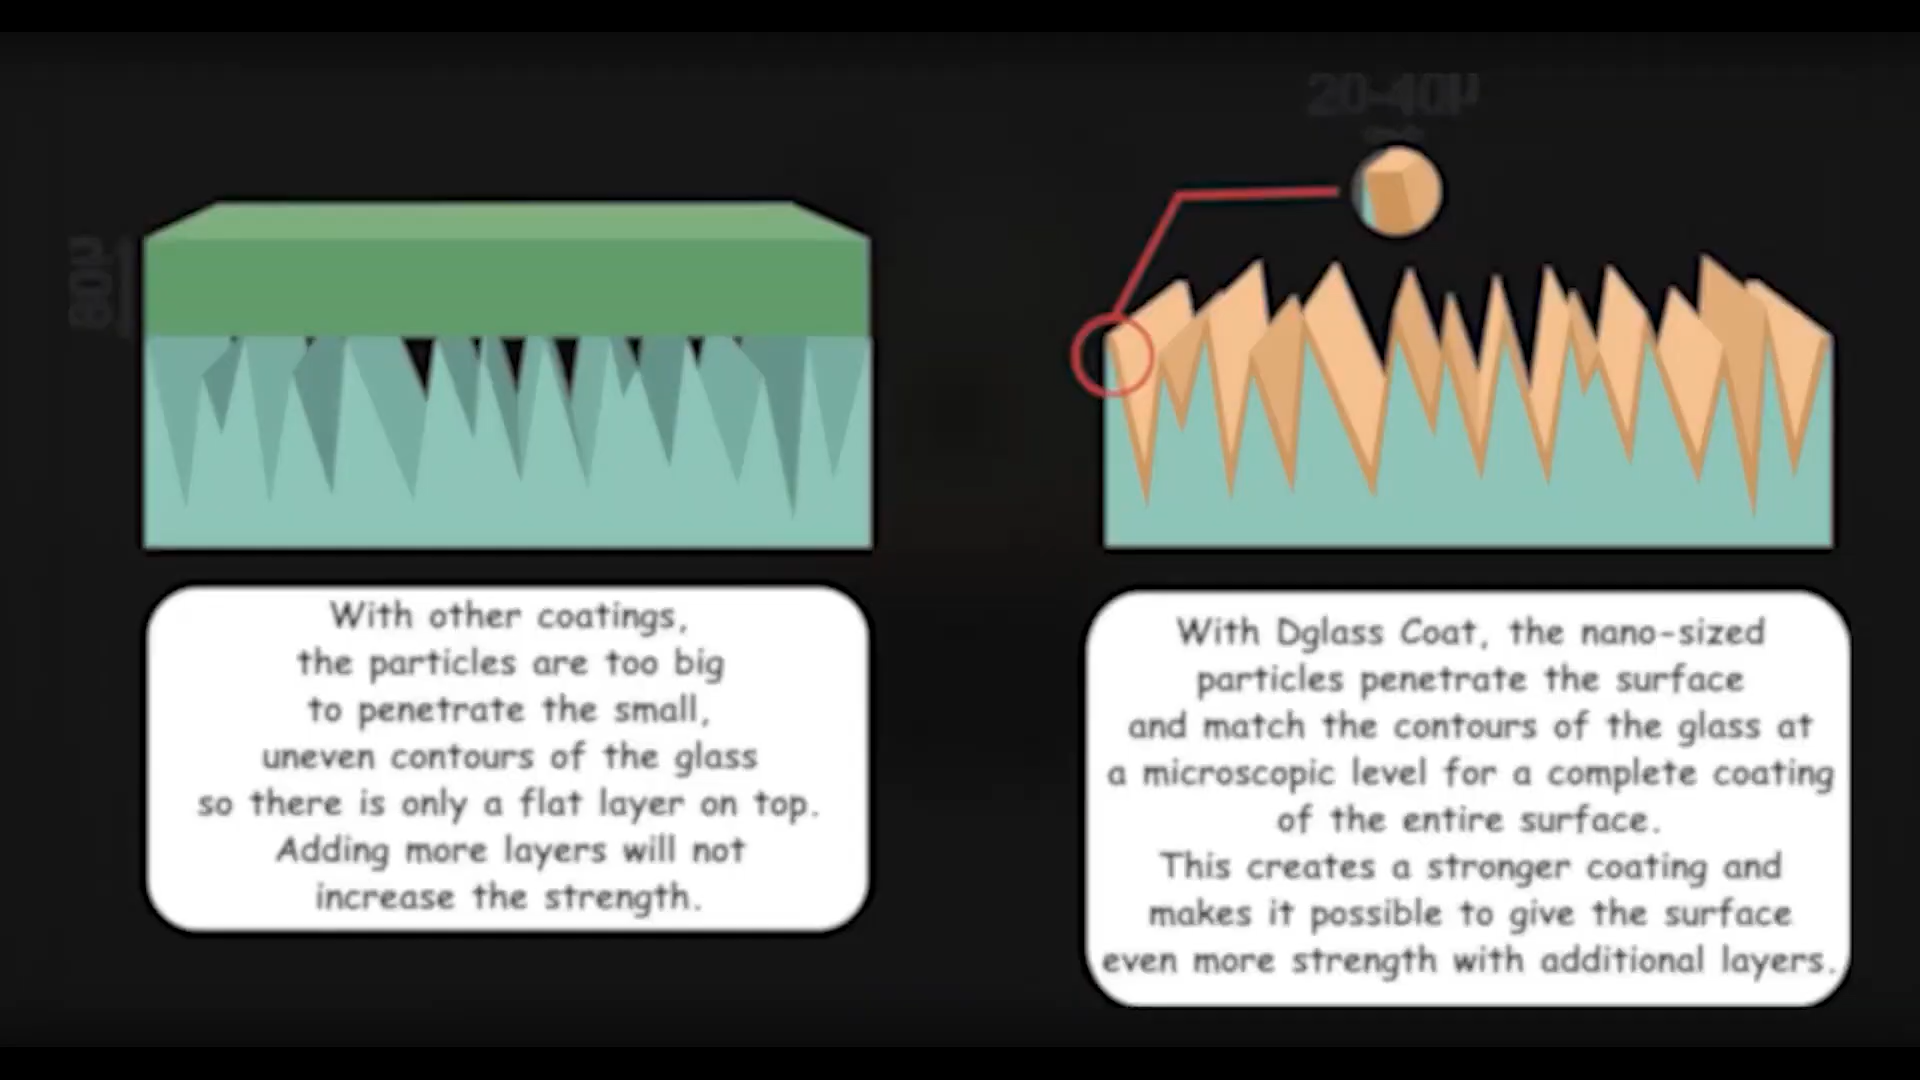 20-40µ
80µ
With other coatings,
the particles are too big
to penetrate the small,
uneven contours of the glass
so there is only a flat layer on top.
Adding more layers will not
increase the strength.
With Dglass Coat, the nano-sized
particles penetrate the surface
and match the contours of the glass at
a microscopic level for a complete coating
of the entire surface.
This creates a stronger coating and
makes it possible to give the surface
even more strength with additional layers.